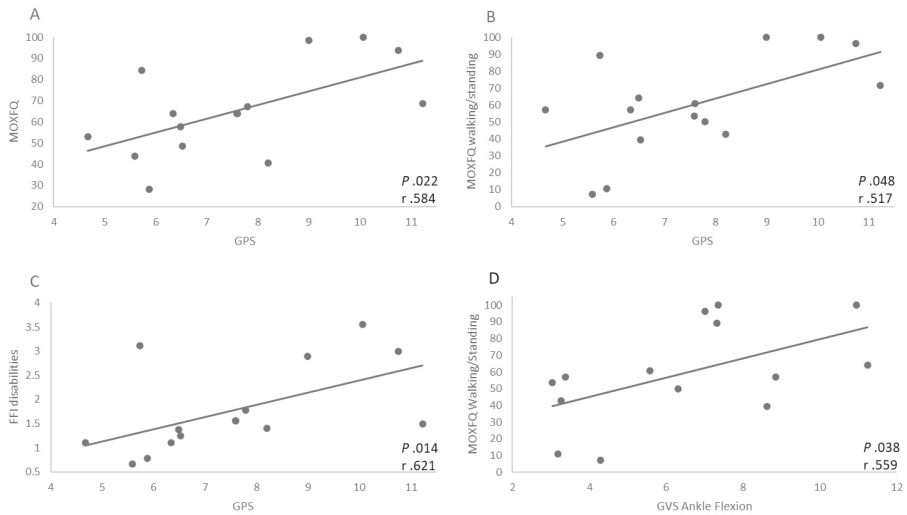 A
100
90
80
70
60
50
40
30
20
MOXFQ
4 5 6 7 8 9 10 11
GPS
P .022
r .584
B
100
90
80
70
60
50
40
30
20
10
0
MOXFQ walking/standing
4 5 6 7 8 9 10 11
GPS
P .048
r .517
C
4
3.5
3
2.5
2
1.5
1
0.5
FFI disabilities
4 5 6 7 8 9 10 11
GPS
P .014
r .621
D
100
90
80
70
60
50
40
30
20
10
0
MOXFQ Walking/Standing
2 4 6 8 10 12
GVS Ankle Flexion
P .038
r .559